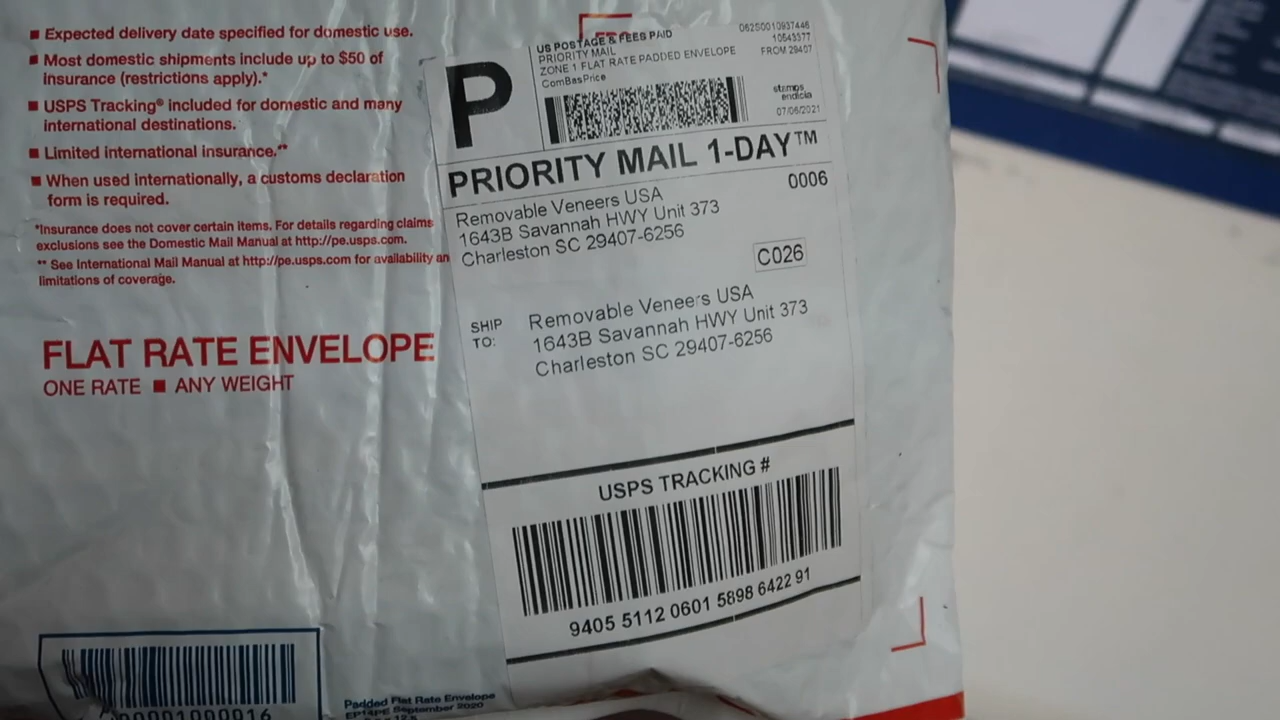 ■ Expected delivery date specified for domestic use.
■ Most domestic shipments include up to $50 of
insurance (restrictions apply).*
■ USPS Tracking® included for domestic and many
international destinations.
■ Limited international insurance.**
■ When used internationally, a customs declaration
form is required.
*Insurance does not cover certain items. For details regarding claims
exclusions see the Domestic Mail Manual at http://pe.usps.com.
** See International Mail Manual at http://pe.usps.com for availability an
limitations of coverage.
FLAT RATE ENVELOPE
ONE RATE ■ ANY WEIGHT
P
US POSTAGE & FEES PAID
PRIORITY MAIL
ZONE 1 FLAT RATE PADDED ENVELOPE
ComBasPrice
062S0010937446
10543377
FROM 29407
stamps
endicia
07/06/2021
PRIORITY MAIL 1-DAY™
Removable Veneers USA
1643B Savannah HWY Unit 373
Charleston SC 29407-6256
0006
C026
SHIP
TO:
Removable Veneers USA
1643B Savannah HWY Unit 373
Charleston SC 29407-6256
USPS TRACKING #
9405 5112 0601 5898 6422 91
Padded Flat Rate Envelope
EP14PE September 2020